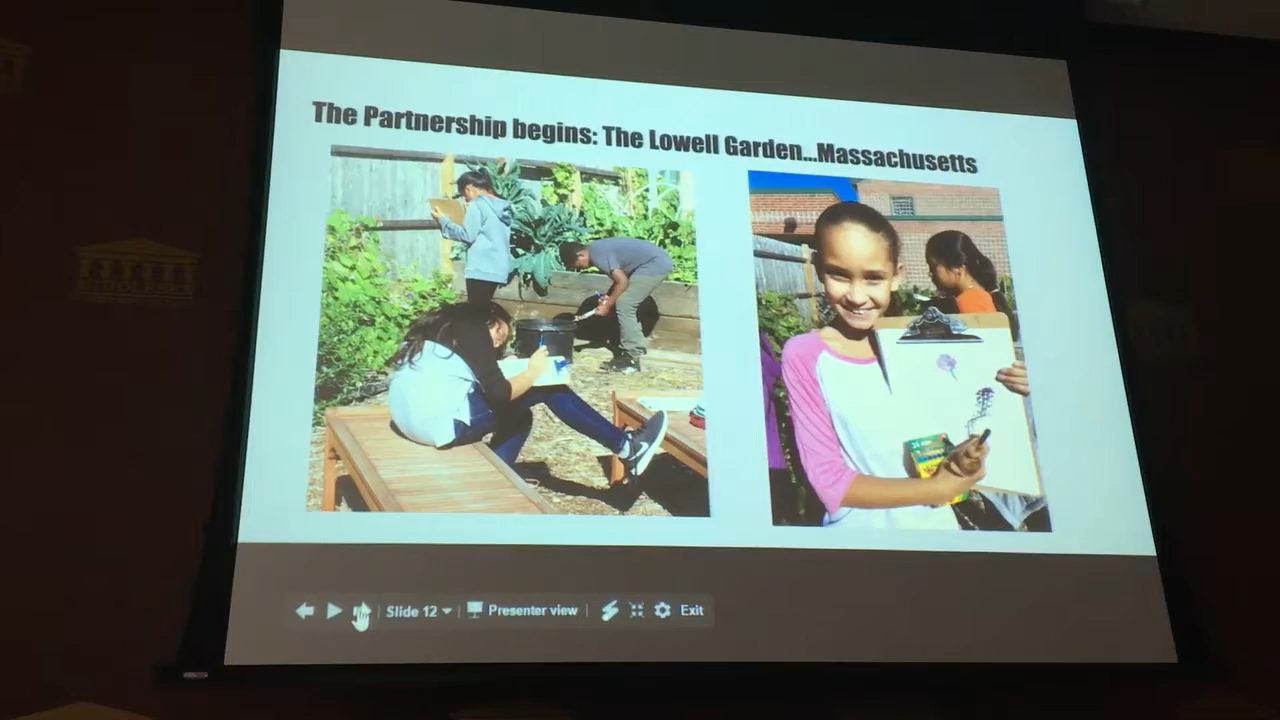 The Partnership begins: The Lowell Garden...Massachusetts
Slide 12
Presenter view
Exit